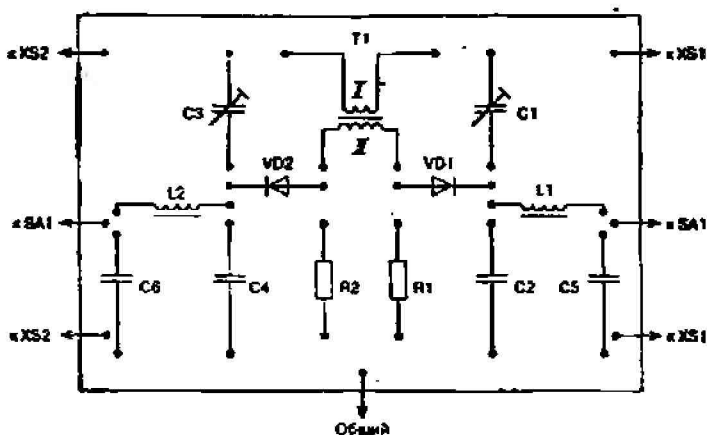 T1
к XS2
к XS1
I
C3
C1
II
VD2
VD1
L2
L1
к SA1
к SA1
C6
C4
R2
R1
C2
C5
к XS2
к XS1
Общий